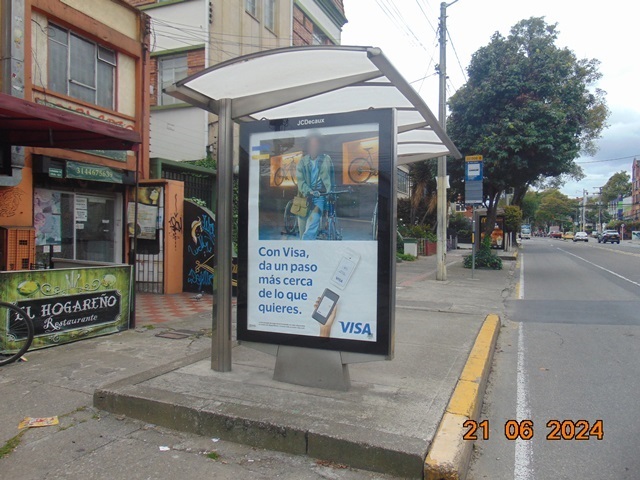 JCDecaux
Con Visa,
da un paso
más cerca
de lo que
quieres.
VISA
EL HOGAREÑO
Restaurante
21 06 2024